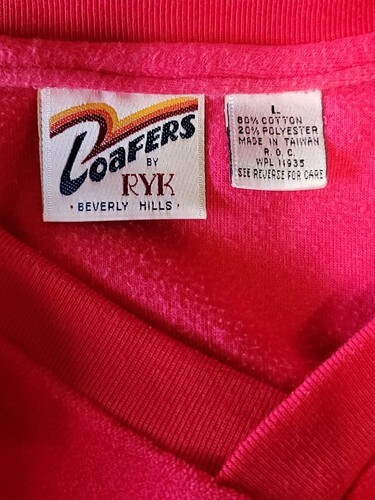 Loafers
BY
RYK
• BEVERLY HILLS •
L
80% COTTON
20% POLYESTER
MADE IN TAIWAN
R.O.C.
WPL 11935
SEE REVERSE FOR CARE